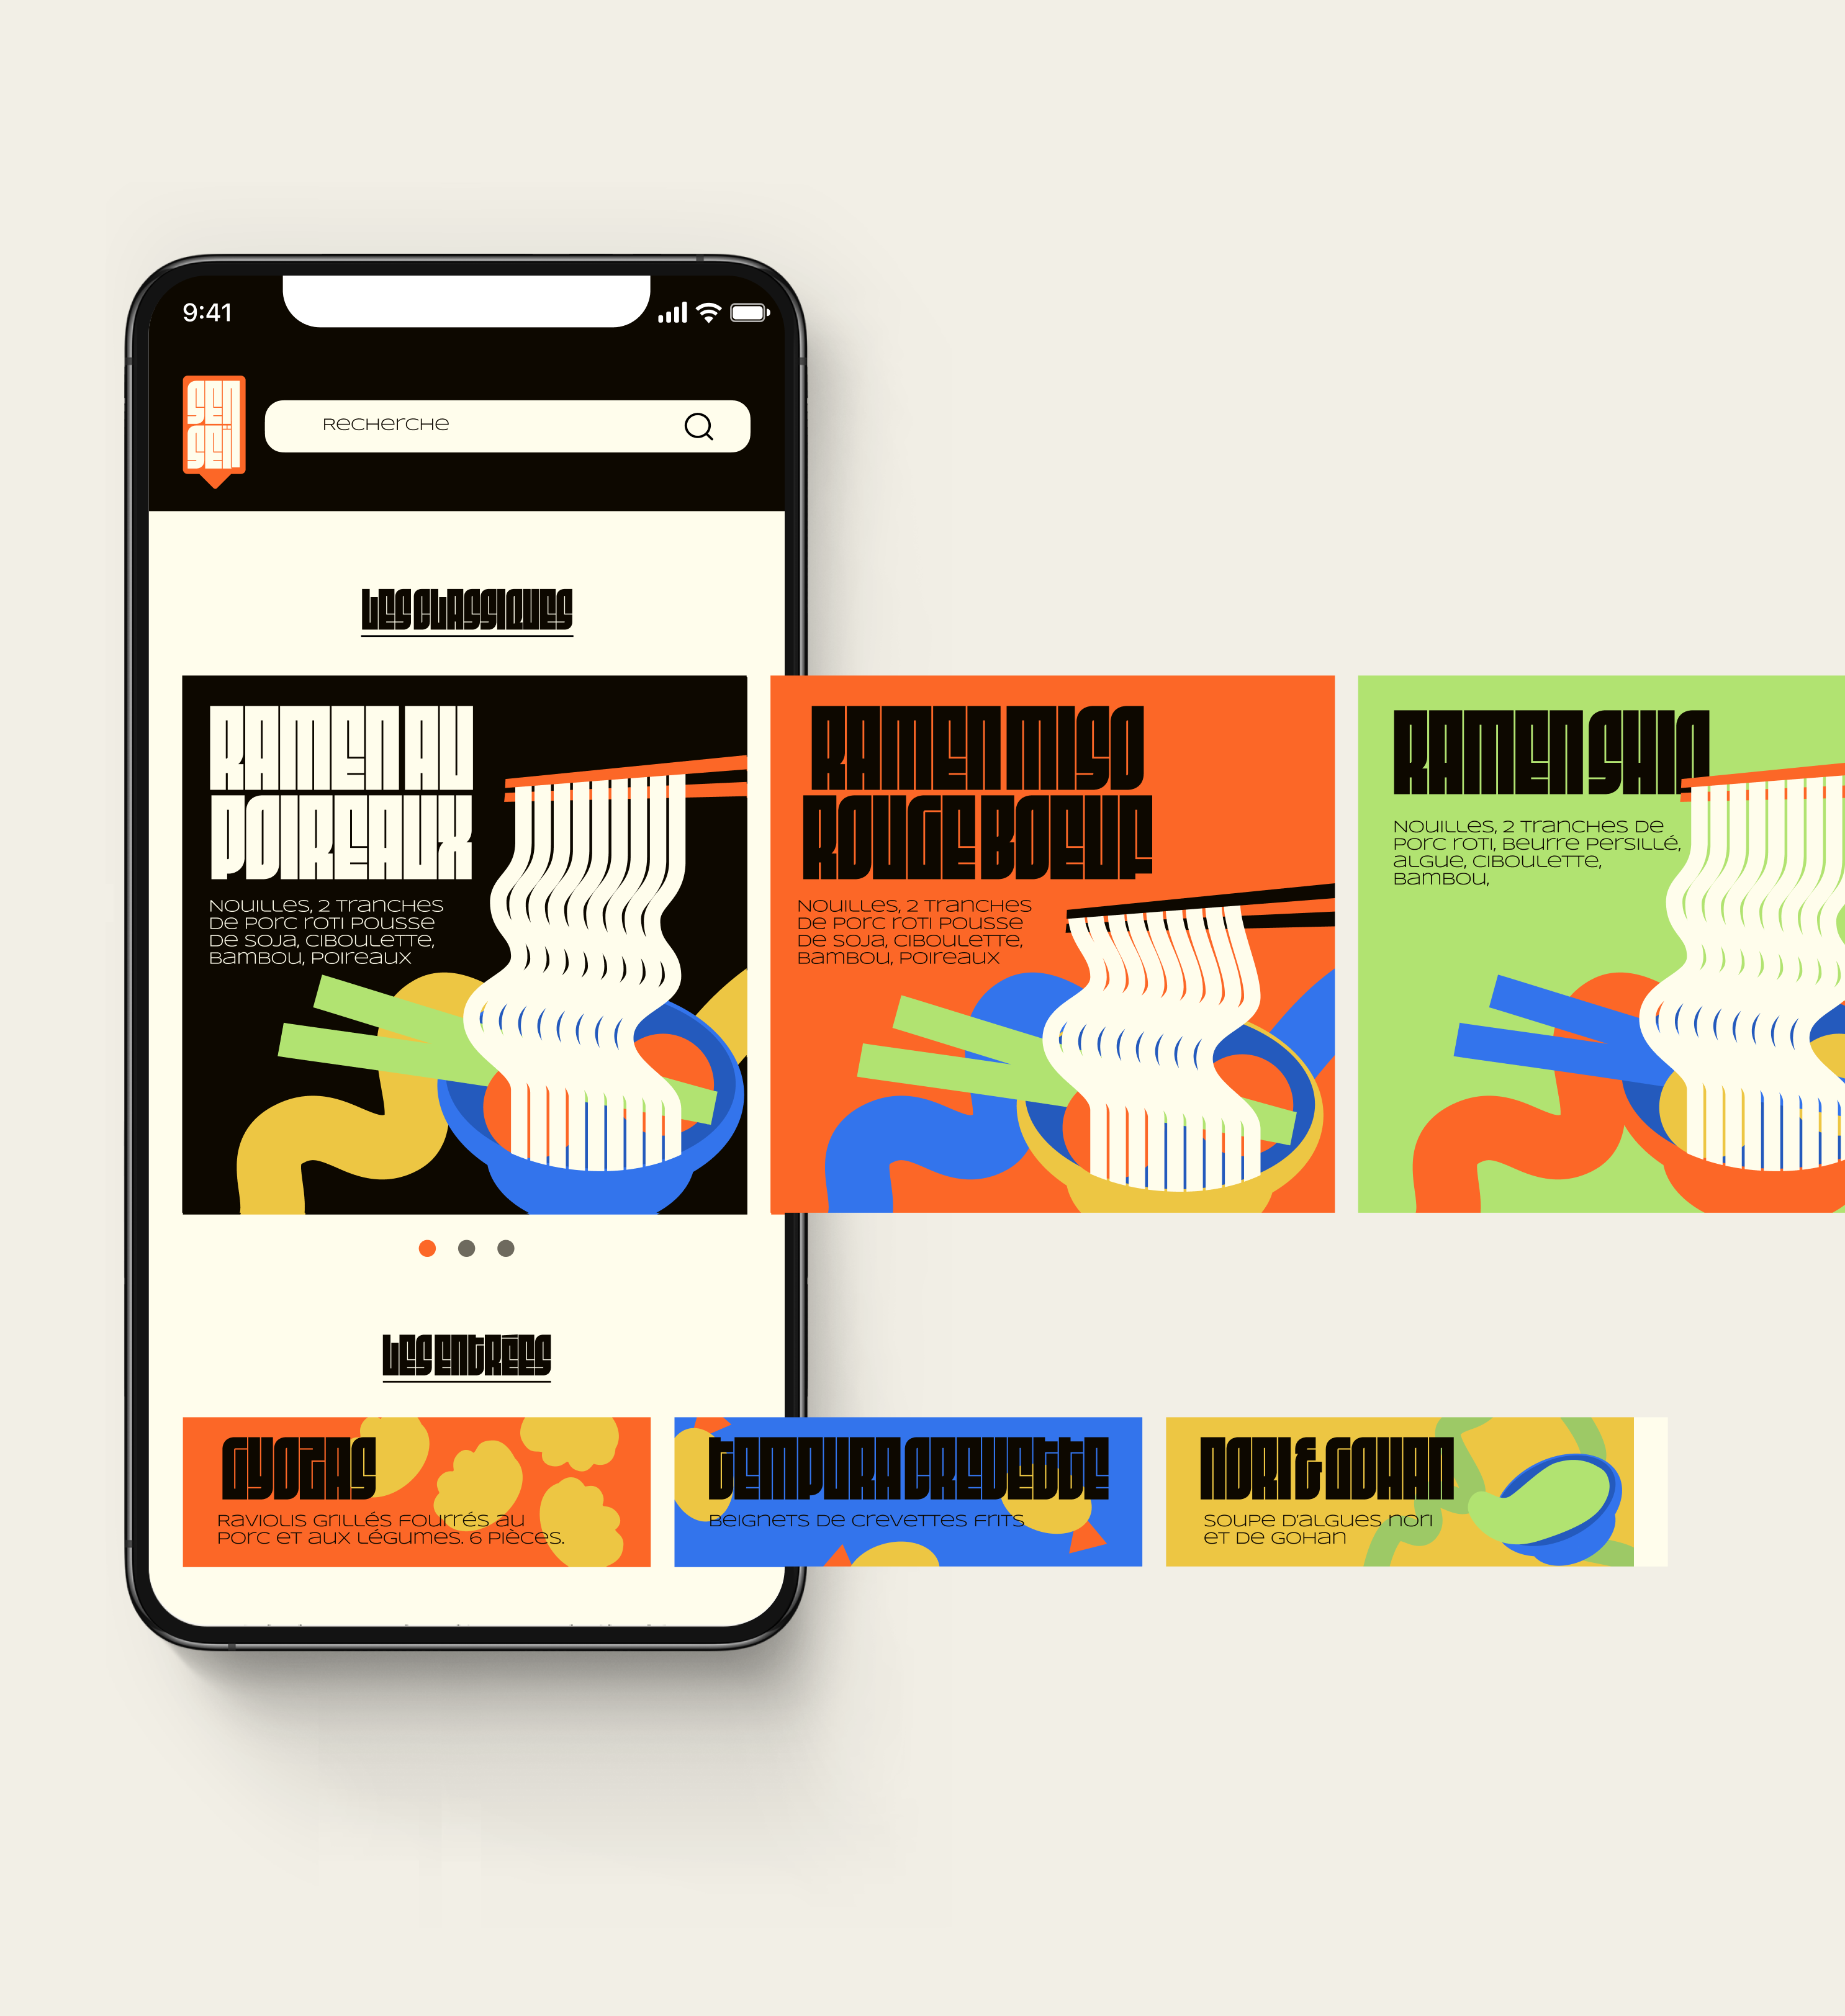 9:41
SEN
SEÏ
Recherche
LES CLASSIQUES
RAMEN AU
POIREAUX
Nouilles, 2 tranches
de porc roti pousse
de soja, ciboulette,
bambou, poireaux
RAMEN MISO
ROUGE BOEUF
Nouilles, 2 tranches
de porc roti pousse
de soja, ciboulette,
bambou, poireaux
RAMEN SHIN
Nouilles, 2 tranches de
porc roti, beurre persillé,
algue, ciboulette,
bambou,
LES ENTRÉES
GYOZAS
Raviolis grillés fourrés au
porc et aux légumes. 6 pièces.
TEMPURA CREVETTE
Beignets de crevettes frits
NORI & GOHAN
Soupe d'algues nori
et de gohan